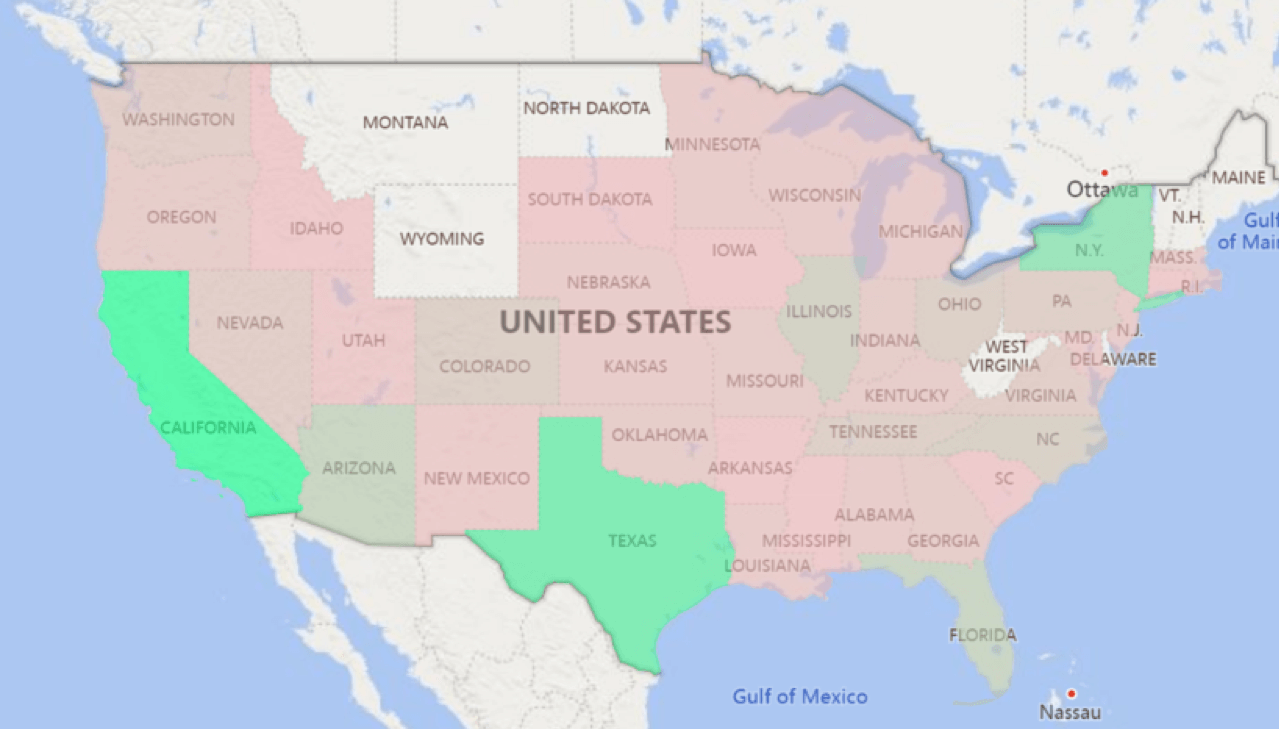 WASHINGTON
MONTANA
NORTH DAKOTA
MINNESOTA
Ottawa
MAINE
VT.
N.H.
OREGON
IDAHO
SOUTH DAKOTA
WISCONSIN
MICHIGAN
WYOMING
IOWA
N.Y.
MASS.
R.I.
Gulf
of Mai
NEBRASKA
NEVADA
UTAH
COLORADO
UNITED STATES
KANSAS
MISSOURI
ILLINOIS
INDIANA
OHIO
PA
N.J.
MD.
DELAWARE
WEST
VIRGINIA
KENTUCKY
VIRGINIA
CALIFORNIA
ARIZONA
NEW MEXICO
OKLAHOMA
ARKANSAS
TENNESSEE
NC
SC
TEXAS
LOUISIANA
MISSISSIPPI
ALABAMA
GEORGIA
FLORIDA
Gulf of Mexico
Nassau